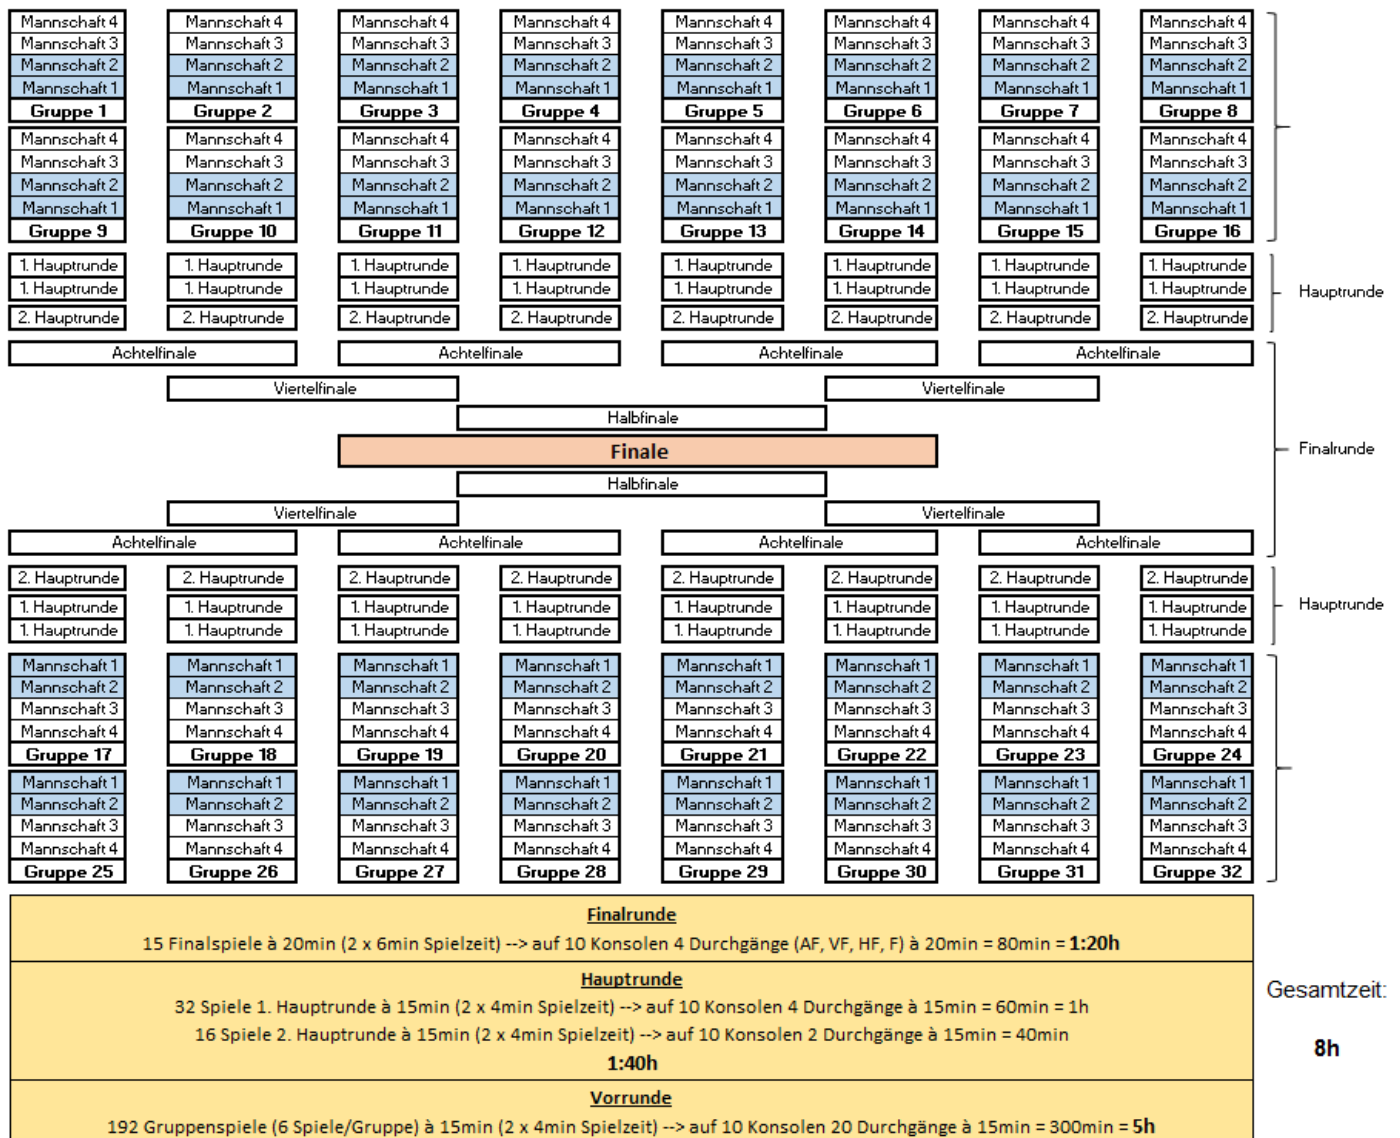 Mannschaft 4 Mannschaft 4 Mannschaft 4 Mannschaft 4 Mannschaft 4 Mannschaft 4 Mannschaft 4 Mannschaft 4
Mannschaft 3 Mannschaft 3 Mannschaft 3 Mannschaft 3 Mannschaft 3 Mannschaft 3 Mannschaft 3 Mannschaft 3
Mannschaft 2 Mannschaft 2 Mannschaft 2 Mannschaft 2 Mannschaft 2 Mannschaft 2 Mannschaft 2 Mannschaft 2
Mannschaft 1 Mannschaft 1 Mannschaft 1 Mannschaft 1 Mannschaft 1 Mannschaft 1 Mannschaft 1 Mannschaft 1
Gruppe 1 Gruppe 2 Gruppe 3 Gruppe 4 Gruppe 5 Gruppe 6 Gruppe 7 Gruppe 8
Mannschaft 4 Mannschaft 4 Mannschaft 4 Mannschaft 4 Mannschaft 4 Mannschaft 4 Mannschaft 4 Mannschaft 4
Mannschaft 3 Mannschaft 3 Mannschaft 3 Mannschaft 3 Mannschaft 3 Mannschaft 3 Mannschaft 3 Mannschaft 3
Mannschaft 2 Mannschaft 2 Mannschaft 2 Mannschaft 2 Mannschaft 2 Mannschaft 2 Mannschaft 2 Mannschaft 2
Mannschaft 1 Mannschaft 1 Mannschaft 1 Mannschaft 1 Mannschaft 1 Mannschaft 1 Mannschaft 1 Mannschaft 1
Gruppe 9 Gruppe 10 Gruppe 11 Gruppe 12 Gruppe 13 Gruppe 14 Gruppe 15 Gruppe 16
1. Hauptrunde 1. Hauptrunde 1. Hauptrunde 1. Hauptrunde 1. Hauptrunde 1. Hauptrunde 1. Hauptrunde 1. Hauptrunde
1. Hauptrunde 1. Hauptrunde 1. Hauptrunde 1. Hauptrunde 1. Hauptrunde 1. Hauptrunde 1. Hauptrunde 1. Hauptrunde
Hauptrunde
2. Hauptrunde 2. Hauptrunde 2. Hauptrunde 2. Hauptrunde 2. Hauptrunde 2. Hauptrunde 2. Hauptrunde 2. Hauptrunde
Achtelfinale Achtelfinale Achtelfinale Achtelfinale
Viertelfinale Viertelfinale
Halbfinale
Finale
Finalrunde
Halbfinale
Viertelfinale Viertelfinale
Achtelfinale Achtelfinale Achtelfinale Achtelfinale
2. Hauptrunde 2. Hauptrunde 2. Hauptrunde 2. Hauptrunde 2. Hauptrunde 2. Hauptrunde 2. Hauptrunde 2. Hauptrunde
1. Hauptrunde 1. Hauptrunde 1. Hauptrunde 1. Hauptrunde 1. Hauptrunde 1. Hauptrunde 1. Hauptrunde 1. Hauptrunde
Hauptrunde
1. Hauptrunde 1. Hauptrunde 1. Hauptrunde 1. Hauptrunde 1. Hauptrunde 1. Hauptrunde 1. Hauptrunde 1. Hauptrunde
Mannschaft 1 Mannschaft 1 Mannschaft 1 Mannschaft 1 Mannschaft 1 Mannschaft 1 Mannschaft 1 Mannschaft 1
Mannschaft 2 Mannschaft 2 Mannschaft 2 Mannschaft 2 Mannschaft 2 Mannschaft 2 Mannschaft 2 Mannschaft 2
Mannschaft 3 Mannschaft 3 Mannschaft 3 Mannschaft 3 Mannschaft 3 Mannschaft 3 Mannschaft 3 Mannschaft 3
Mannschaft 4 Mannschaft 4 Mannschaft 4 Mannschaft 4 Mannschaft 4 Mannschaft 4 Mannschaft 4 Mannschaft 4
Gruppe 17 Gruppe 18 Gruppe 19 Gruppe 20 Gruppe 21 Gruppe 22 Gruppe 23 Gruppe 24
Mannschaft 1 Mannschaft 1 Mannschaft 1 Mannschaft 1 Mannschaft 1 Mannschaft 1 Mannschaft 1 Mannschaft 1
Mannschaft 2 Mannschaft 2 Mannschaft 2 Mannschaft 2 Mannschaft 2 Mannschaft 2 Mannschaft 2 Mannschaft 2
Mannschaft 3 Mannschaft 3 Mannschaft 3 Mannschaft 3 Mannschaft 3 Mannschaft 3 Mannschaft 3 Mannschaft 3
Mannschaft 4 Mannschaft 4 Mannschaft 4 Mannschaft 4 Mannschaft 4 Mannschaft 4 Mannschaft 4 Mannschaft 4
Gruppe 25 Gruppe 26 Gruppe 27 Gruppe 28 Gruppe 29 Gruppe 30 Gruppe 31 Gruppe 32
Finalrunde
15 Finalspiele à 20min (2 x 6min Spielzeit) --> auf 10 Konsolen 4 Durchgänge (AF, VF, HF, F) à 20min = 80min = 1:20h
Hauptrunde
32 Spiele 1. Hauptrunde à 15min (2 x 4min Spielzeit) --> auf 10 Konsolen 4 Durchgänge à 15min = 60min = 1h
16 Spiele 2. Hauptrunde à 15min (2 x 4min Spielzeit) --> auf 10 Konsolen 2 Durchgänge à 15min = 40min
1:40h
Vorrunde
192 Gruppenspiele (6 Spiele/Gruppe) à 15min (2 x 4min Spielzeit) --> auf 10 Konsolen 20 Durchgänge à 15min = 300min = 5h
Gesamtzeit:
8h